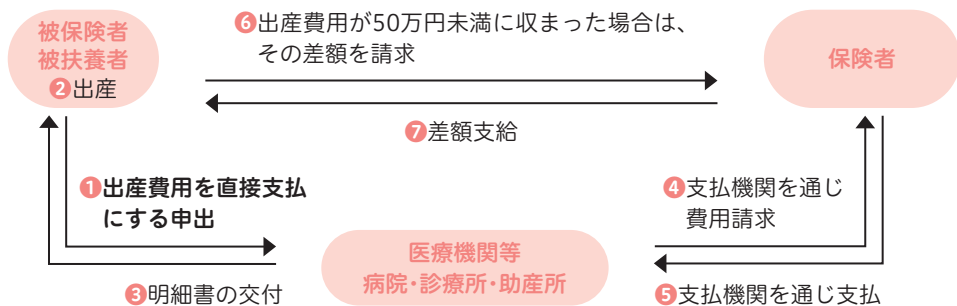 被保険者
被扶養者
❷出産
❻出産費用が50万円未満に収まった場合は、
その差額を請求
保険者
❼差額支給
❶出産費用を直接支払
にする申出
❹支払機関を通じ
費用請求
医療機関等
病院・診療所・助産所
❸明細書の交付
❺支払機関を通じ支払